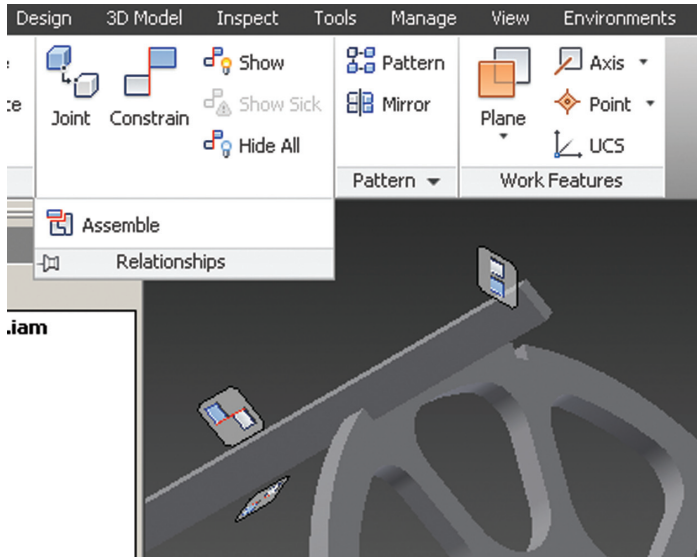 Design 3D Model Inspect Tools Manage View Environments
Show Pattern Axis
Show Sick Mirror Point
Joint Constrain Plane
Hide All UCS
Pattern Work Features
Assemble
Relationships
.iam